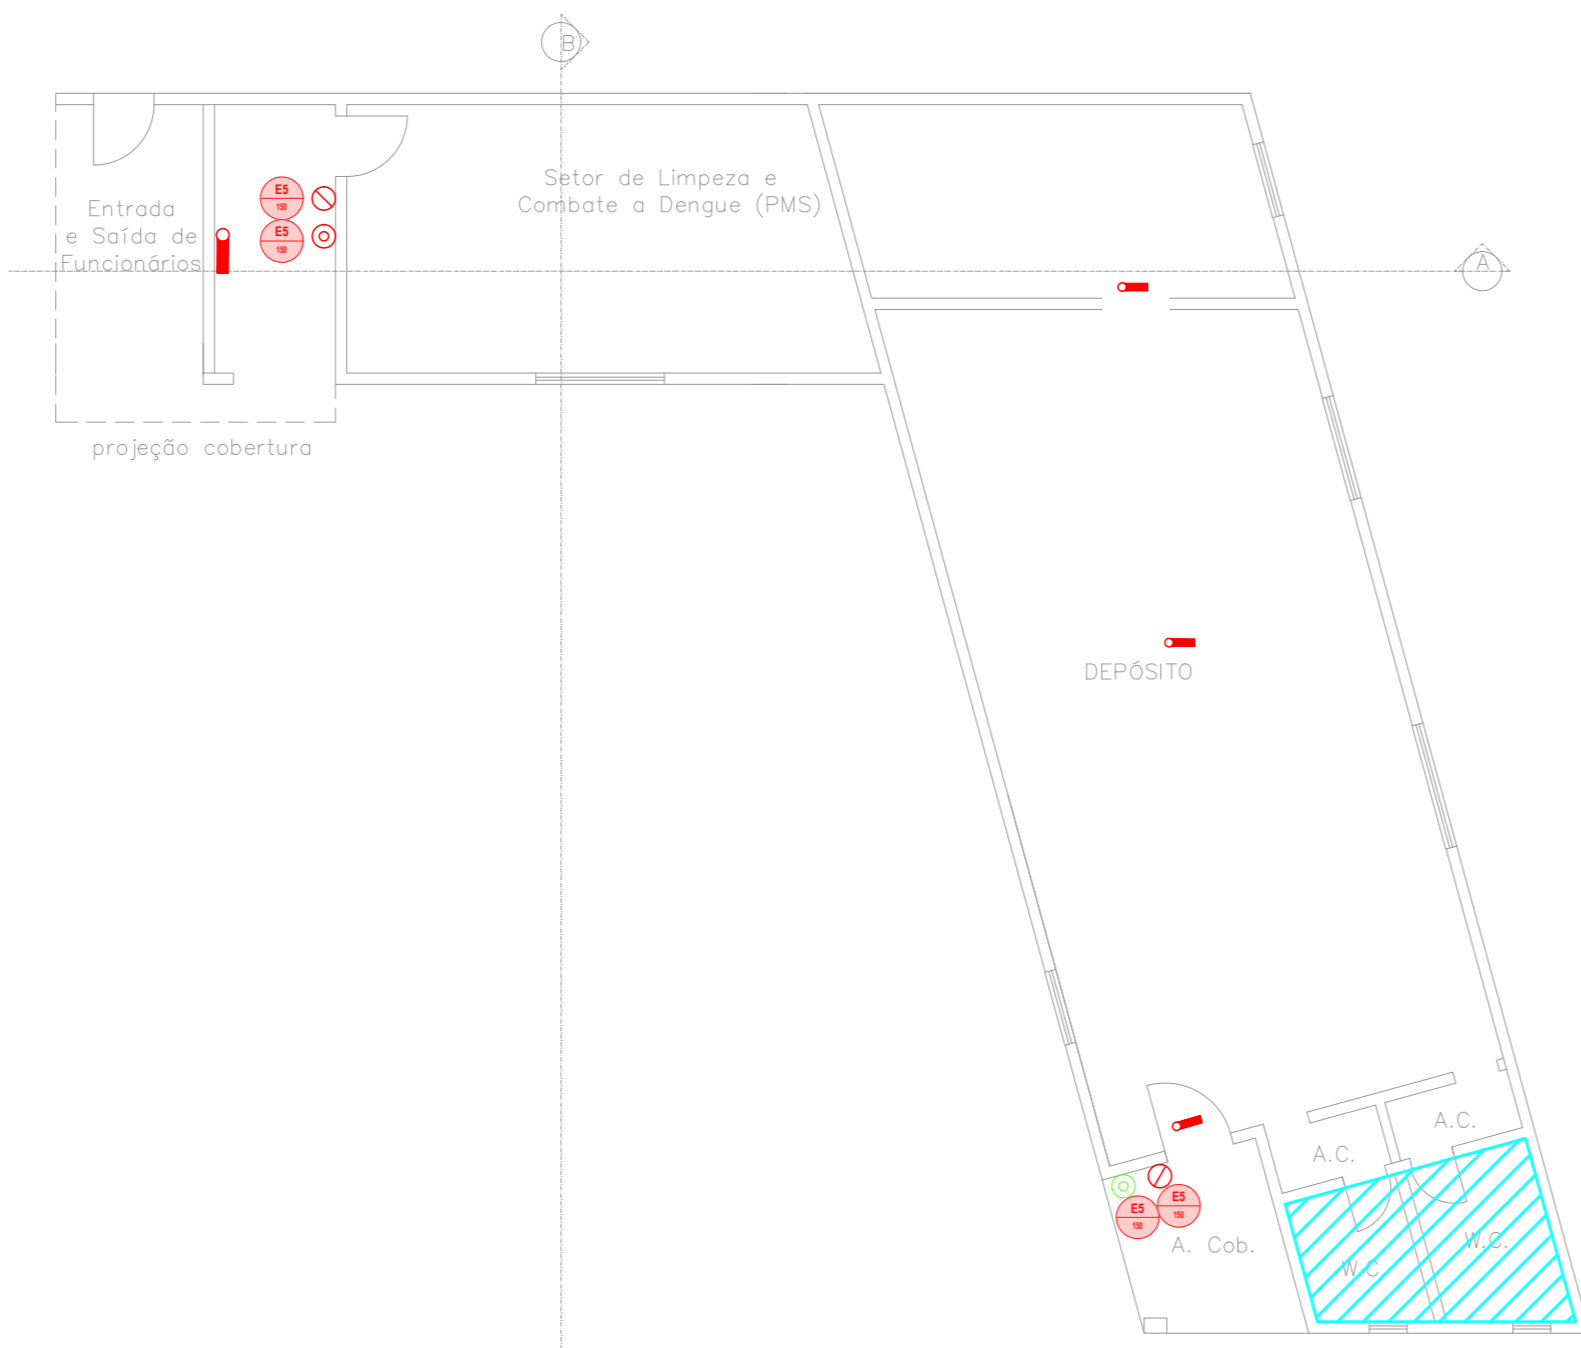 B
Setor de Limpeza e
Combate a Dengue (PMS)
E5
150
E5
150
Entrada
e Saída de
Funcionários
A
projeção cobertura
DEPÓSITO
A.C.
A.C.
E5
150
E5
150
A. Cob.
W.C.
W.C.